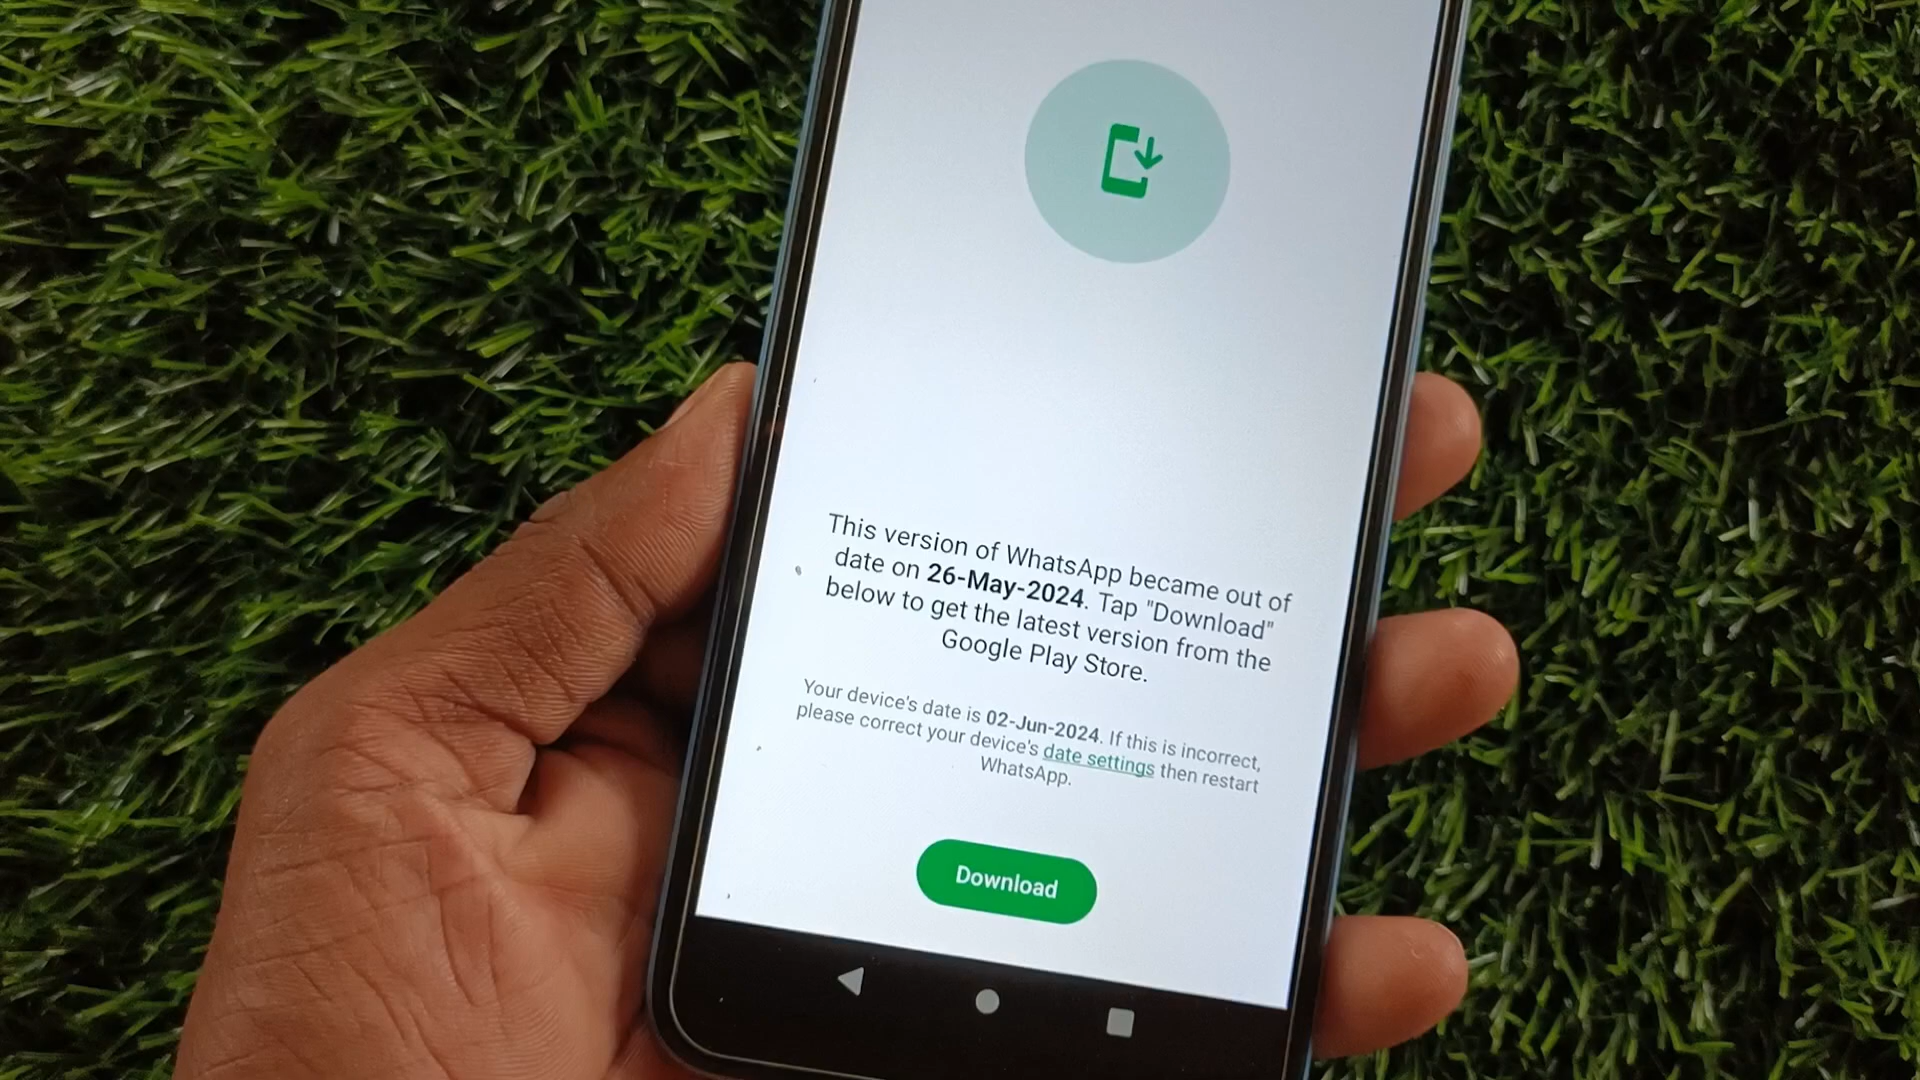 This version of WhatsApp became out of
date on 26-May-2024. Tap "Download"
below to get the latest version from the
Google Play Store.
Your device's date is 02-Jun-2024. If this is incorrect,
please correct your device's date settings then restart
WhatsApp.
Download